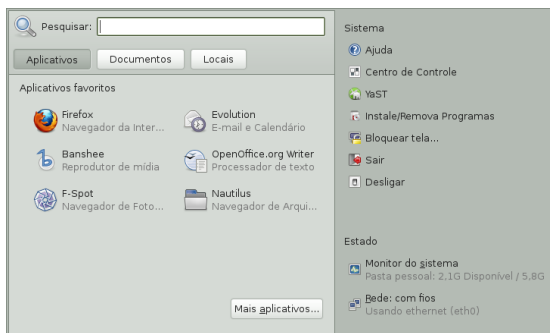 Pesquisar:
Aplicativos
Documentos
Locais
Aplicativos favoritos
Firefox
Navegador da Inter...
Evolution
E-mail e Calendário
Banshee
Reprodutor de mídia
OpenOffice.org Writer
Processador de texto
F-Spot
Navegador de Foto...
Nautilus
Navegador de Arqui...
Mais aplicativos...
Sistema
Ajuda
Centro de Controle
YaST
Instale/Remova Programas
Bloquear tela...
Sair
Desligar
Estado
Monitor do sistema
Pasta pessoal: 2,1G Disponível / 5,8G
Rede: com fios
Usando ethernet (eth0)